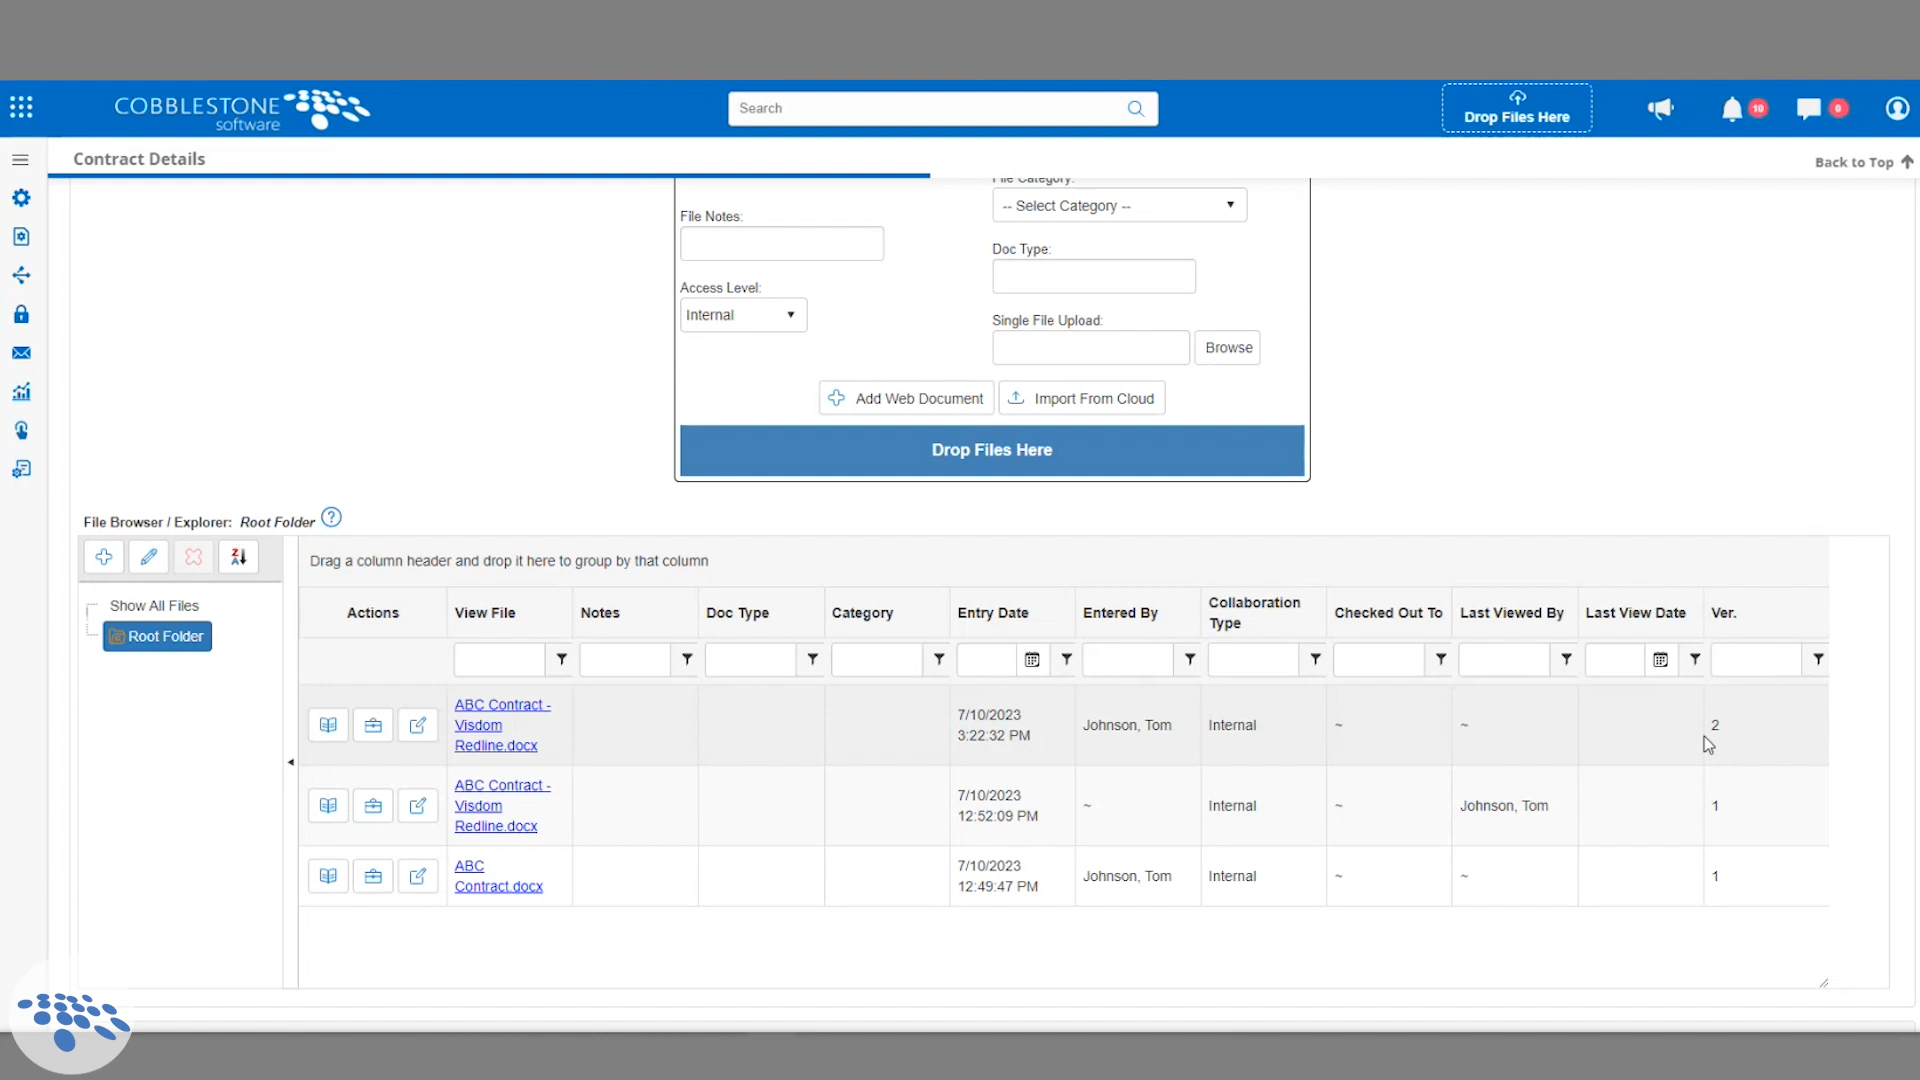 COBBLESTONE
software
Search
Drop Files Here
10
0
Contract Details
Back to Top
File Category:
-- Select Category --
File Notes:
Doc Type:
Access Level:
Internal
Single File Upload:
Browse
Add Web Document
Import From Cloud
Drop Files Here
File Browser / Explorer: Root Folder ?
Z
A
Drag a column header and drop it here to group by that column
Show All Files
Root Folder
Actions View File Notes Doc Type Category Entry Date Entered By Collaboration Type Checked Out To Last Viewed By Last View Date Ver.
ABC Contract -
Visdom
Redline.docx
7/10/2023
3:22:32 PM
Johnson, Tom
Internal
~
~
2
ABC Contract -
Visdom
Redline.docx
7/10/2023
12:52:09 PM
~
Internal
~
Johnson, Tom
1
ABC
Contract.docx
7/10/2023
12:49:47 PM
Johnson, Tom
Internal
~
~
1